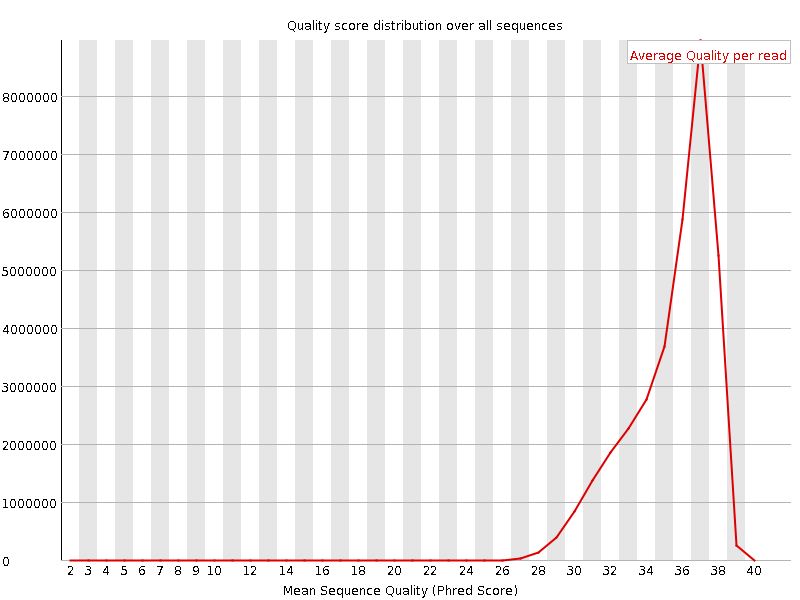 Quality score distribution over all sequences
Average Quality per read
8000000
7000000
6000000
5000000
4000000
3000000
2000000
1000000
0
2 3 4 5 6 7 8 9 10 12 14 16 18 20 22 24 26 28 30 32 34 36 38 40
Mean Sequence Quality (Phred Score)